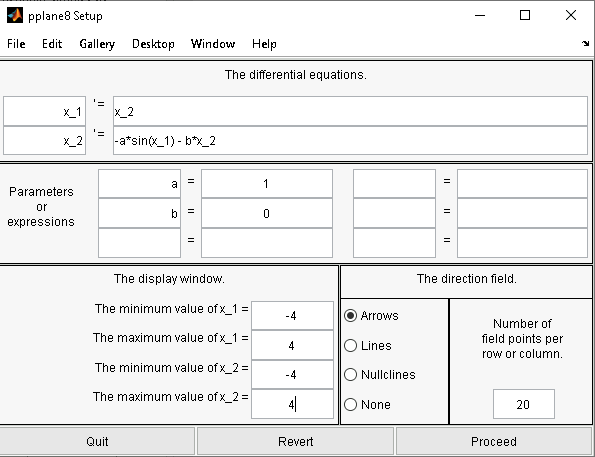 pplane8 Setup
File Edit Gallery Desktop Window Help
The differential equations.
x_1 ' = x_2
x_2 ' = -a*sin(x_1) - b*x_2
Parameters
or
expressions
a = 1 =
b = 0 =
= =
The display window.
The minimum value of x_1 = -4
The maximum value of x_1 = 4
The minimum value of x_2 = -4
The maximum value of x_2 = 4
The direction field.
Arrows
Lines
Nullclines
None
Number of
field points per
row or column.
20
Quit Revert Proceed